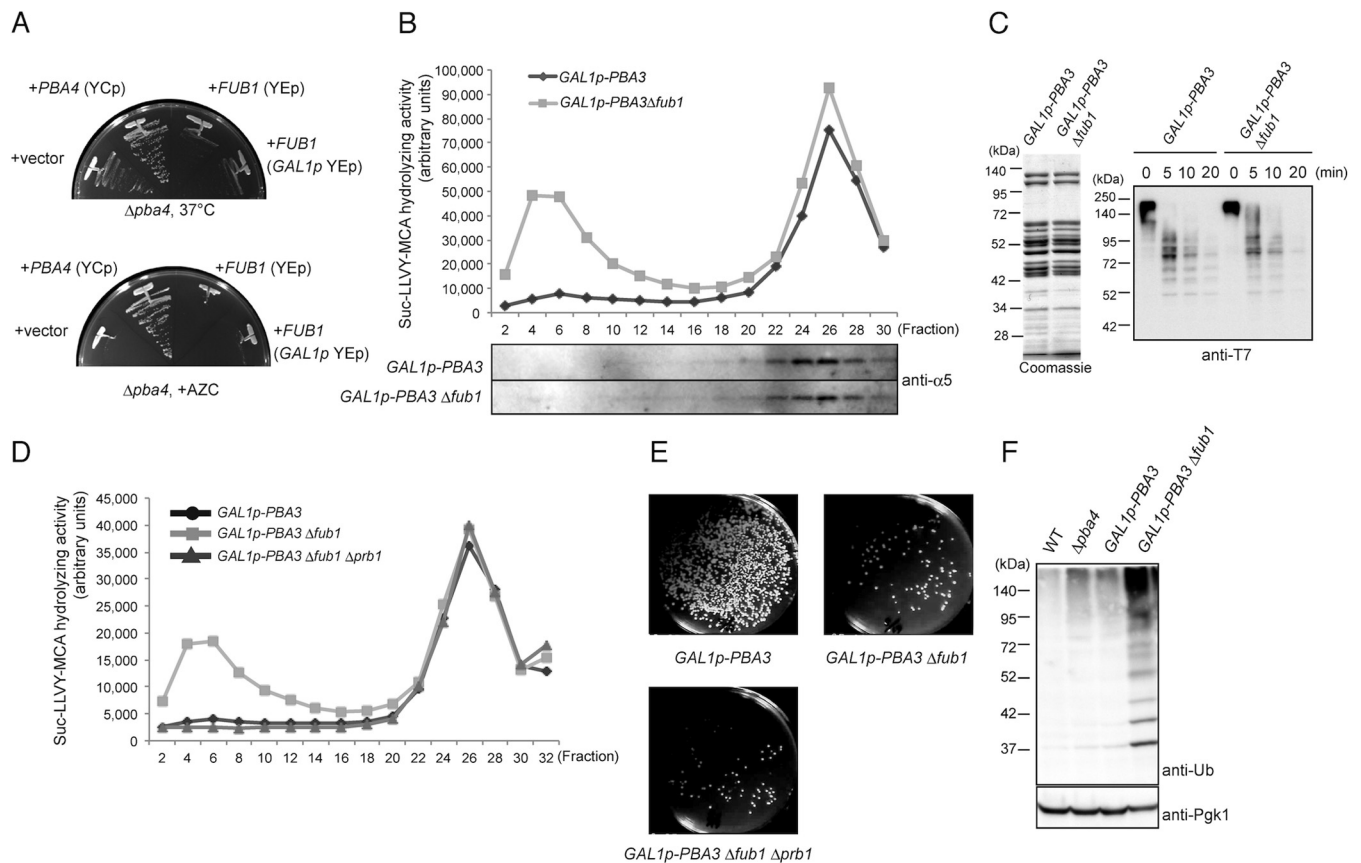 A
+PBA4 (YCp)
+FUB1 (YEp)
+vector
+FUB1
(GAL1p YEp)
Δpba4, 37°C
+PBA4 (YCp)
+FUB1 (YEp)
+vector
+FUB1
(GAL1p YEp)
Δpba4, +AZC
B
Suc-LLVY-MCA hydrolyzing activity
(arbitrary units)
100,000
90,000
80,000
70,000
60,000
50,000
40,000
30,000
20,000
10,000
0
GAL1p-PBA3
GAL1p-PBA3Δfub1
2 4 6 8 10 12 14 16 18 20 22 24 26 28 30 (Fraction)
GAL1p-PBA3
GAL1p-PBA3 Δfub1
anti-α5
C
GAL1p-PBA3
GAL1p-PBA3
Δfub1
(kDa)
140
95
72
52
42
34
28
Coomassie
GAL1p-PBA3
GAL1p-PBA3
Δfub1
0 5 10 20 0 5 10 20 (min)
(kDa)
250
140
95
72
52
42
anti-T7
D
Suc-LLVY-MCA hydrolyzing activity
(arbitrary units)
45,000
40,000
35,000
30,000
25,000
20,000
15,000
10,000
5,000
0
GAL1p-PBA3
GAL1p-PBA3 Δfub1
GAL1p-PBA3 Δfub1 Δprb1
2 4 6 8 10 12 14 16 18 20 22 24 26 28 30 32 (Fraction)
E
GAL1p-PBA3
GAL1p-PBA3 Δfub1
GAL1p-PBA3 Δfub1 Δprb1
F
WT
Δpba4
GAL1p-PBA3
GAL1p-PBA3 Δfub1
(kDa)
140
95
72
52
42
37
anti-Ub
anti-Pgk1